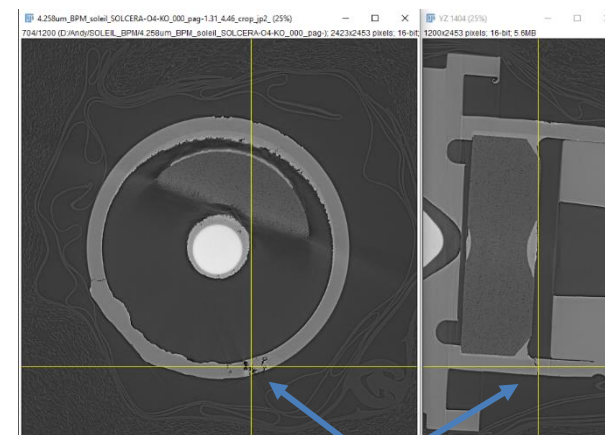 4.258um_BPM_soleil_SOLCERA-O4-KO_000_pag-1.31_4.46_crop_jp2_ (25%)
704/1200 (D:/Andy/SOLEIL_BPM/4.258um_BPM_soleil_SOLCERA-O4-KO_000_pag-); 2423x2453 pixels; 16-bit;
YZ 1404 (25%)
1200x2453 pixels; 16-bit; 5.6MB